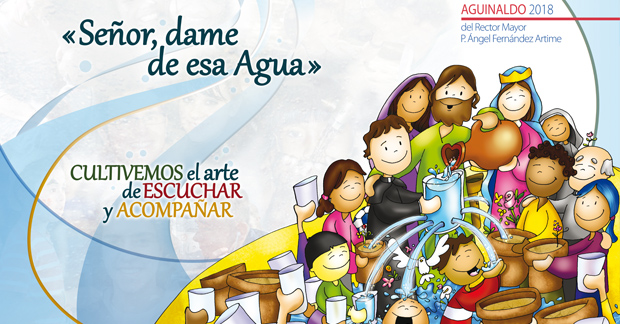 «Señor, dame
de esa Agua»
AGUINALDO 2018
del Rector Mayor
P. Ángel Fernández Artime
CULTIVEMOS el arte
de ESCUCHAR
y ACOMPAÑAR